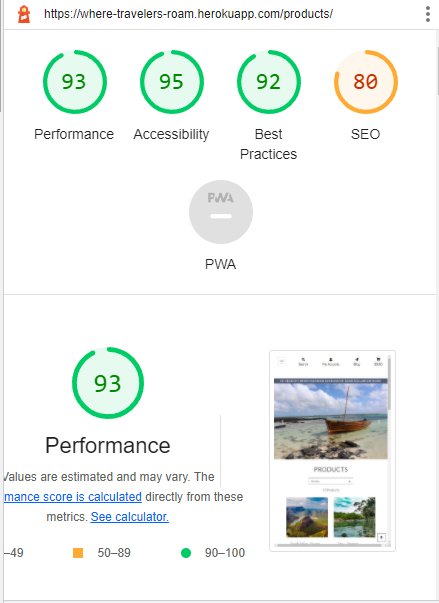 https://where-travelers-roam.herokuapp.com/products/
93
95
92
80
Performance
Accessibility
Best
Practices
SEO
PWA
PWA
93
Performance
Values are estimated and may vary. The
mance score is calculated directly from these
metrics. See calculator.
–49
50–89
90–100
PRODUCTS